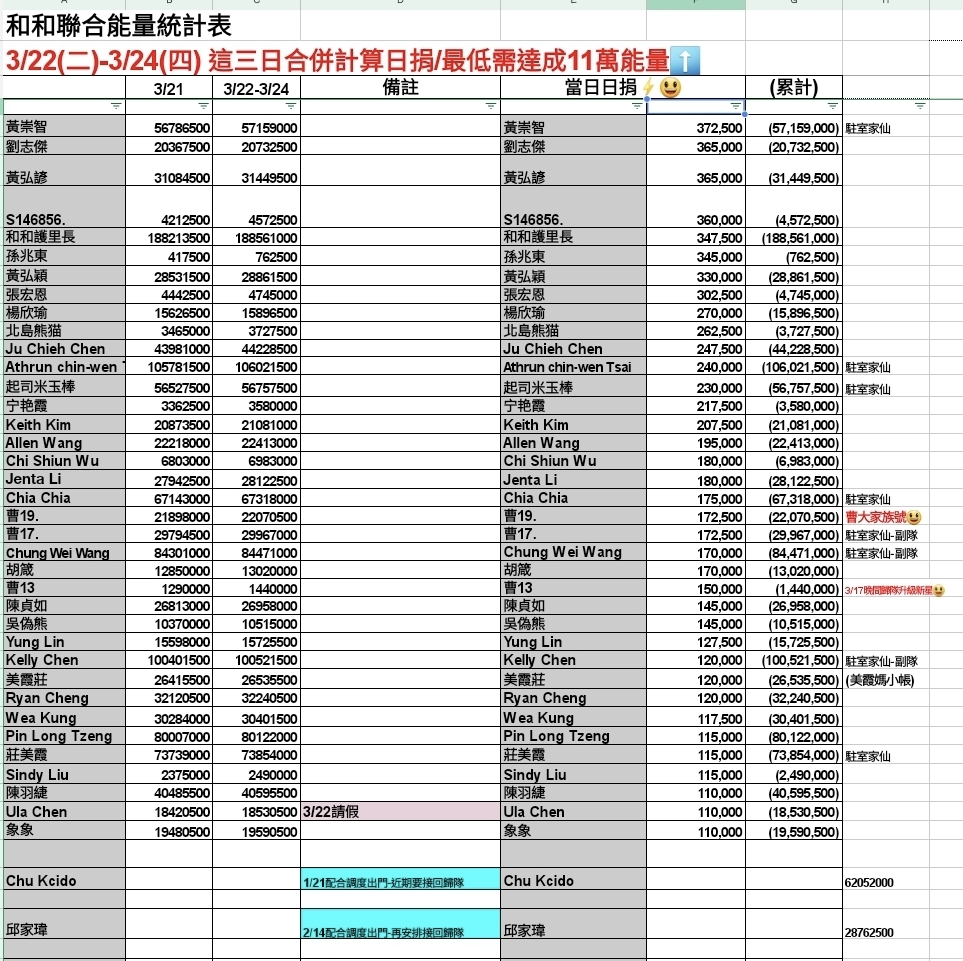 和和聯合能量統計表
3/22(二)-3/24(四) 這三日合併計算日捐/最低需達成11萬能量⬆️
3/21 3/22-3/24 備註 當日日捐⚡😃 (累計)
黃崇智 56786500 57159000 黃崇智 372,500 (57,159,000) 駐室家仙
劉志傑 20367500 20732500 劉志傑 365,000 (20,732,500)
黃弘諺 31084500 31449500 黃弘諺 365,000 (31,449,500)
S146856. 4212500 4572500 S146856. 360,000 (4,572,500)
和和護里長 188213500 188561000 和和護里長 347,500 (188,561,000)
孫兆東 417500 762500 孫兆東 345,000 (762,500)
黃弘穎 28531500 28861500 黃弘穎 330,000 (28,861,500)
張宏恩 4442500 4745000 張宏恩 302,500 (4,745,000)
楊欣瑜 15626500 15896500 楊欣瑜 270,000 (15,896,500)
北島熊猫 3465000 3727500 北島熊猫 262,500 (3,727,500)
Ju Chieh Chen 43981000 44228500 Ju Chieh Chen 247,500 (44,228,500)
Athrun chin-wen T 105781500 106021500 Athrun chin-wen Tsai 240,000 (106,021,500) 駐室家仙
起司米玉棒 56527500 56757500 起司米玉棒 230,000 (56,757,500) 駐室家仙
宁艳霞 3362500 3580000 宁艳霞 217,500 (3,580,000)
Keith Kim 20873500 21081000 Keith Kim 207,500 (21,081,000)
Allen Wang 22218000 22413000 Allen Wang 195,000 (22,413,000)
Chi Shiun Wu 6803000 6983000 Chi Shiun Wu 180,000 (6,983,000)
Jenta Li 27942500 28122500 Jenta Li 180,000 (28,122,500)
Chia Chia 67143000 67318000 Chia Chia 175,000 (67,318,000) 駐室家仙
曹19. 21898000 22070500 曹19. 172,500 (22,070,500) 曹大家族號😃
曹17. 29794500 29967000 曹17. 172,500 (29,967,000) 駐室家仙-副隊
Chung Wei Wang 84301000 84471000 Chung Wei Wang 170,000 (84,471,000) 駐室家仙-副隊
胡箴 12850000 13020000 胡箴 170,000 (13,020,000)
曹13 1290000 1440000 曹13 150,000 (1,440,000) 3/17晚間歸隊升級新星😃
陳貞如 26813000 26958000 陳貞如 145,000 (26,958,000)
吳偽熊 10370000 10515000 吳偽熊 145,000 (10,515,000)
Yung Lin 15598000 15725500 Yung Lin 127,500 (15,725,500)
Kelly Chen 100401500 100521500 Kelly Chen 120,000 (100,521,500) 駐室家仙-副隊
美霞莊 26415500 26535500 美霞莊 120,000 (26,535,500) (美霞媽小帳)
Ryan Cheng 32120500 32240500 Ryan Cheng 120,000 (32,240,500)
Wea Kung 30284000 30401500 Wea Kung 117,500 (30,401,500)
Pin Long Tzeng 80007000 80122000 Pin Long Tzeng 115,000 (80,122,000)
莊美霞 73739000 73854000 莊美霞 115,000 (73,854,000) 駐室家仙
Sindy Liu 2375000 2490000 Sindy Liu 115,000 (2,490,000)
陳羽緁 40485500 40595500 陳羽緁 110,000 (40,595,500)
Ula Chen 18420500 18530500 3/22請假 Ula Chen 110,000 (18,530,500)
象象 19480500 19590500 象象 110,000 (19,590,500)
Chu Kcido 1/21配合調度出門-近期要接回歸隊 Chu Kcido 62052000
邱家瑋 2/14配合調度出門-再安排接回歸隊 邱家瑋 28762500